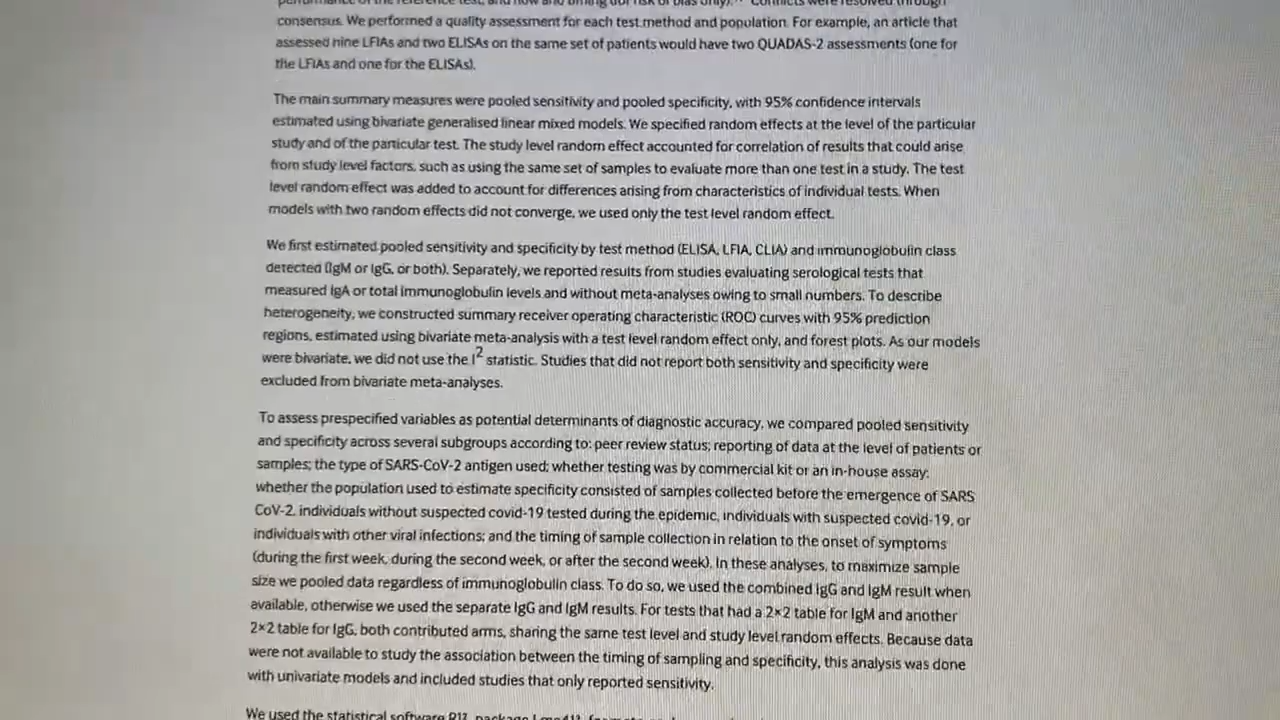 performance of the reference test, and flow and timing (for risk of bias only). Conflicts were resolved through
consensus. We performed a quality assessment for each test method and population. For example, an article that
assessed nine LFIAs and two ELISAs on the same set of patients would have two QUADAS-2 assessments (one for
the LFIAs and one for the ELISAs).
The main summary measures were pooled sensitivity and pooled specificity, with 95% confidence intervals
estimated using bivariate generalised linear mixed models. We specified random effects at the level of the particular
study and of the particular test. The study level random effect accounted for correlation of results that could arise
from study level factors, such as using the same set of samples to evaluate more than one test in a study. The test
level random effect was added to account for differences arising from characteristics of individual tests. When
models with two random effects did not converge, we used only the test level random effect.
We first estimated pooled sensitivity and specificity by test method (ELISA, LFIA, CLIA) and immunoglobulin class
detected (IgM or IgG, or both). Separately, we reported results from studies evaluating serological tests that
measured IgA or total immunoglobulin levels and without meta-analyses owing to small numbers. To describe
heterogeneity, we constructed summary receiver operating characteristic (ROC) curves with 95% prediction
regions, estimated using bivariate meta-analysis with a test level random effect only, and forest plots. As our models
were bivariate, we did not use the I2 statistic. Studies that did not report both sensitivity and specificity were
excluded from bivariate meta-analyses.
To assess prespecified variables as potential determinants of diagnostic accuracy, we compared pooled sensitivity
and specificity across several subgroups according to: peer review status; reporting of data at the level of patients or
samples; the type of SARS-CoV-2 antigen used; whether testing was by commercial kit or an in-house assay;
whether the population used to estimate specificity consisted of samples collected before the emergence of SARS
CoV-2, individuals without suspected covid-19 tested during the epidemic, individuals with suspected covid-19, or
individuals with other viral infections; and the timing of sample collection in relation to the onset of symptoms
(during the first week, during the second week, or after the second week). In these analyses, to maximize sample
size we pooled data regardless of immunoglobulin class. To do so, we used the combined IgG and IgM result when
available, otherwise we used the separate IgG and IgM results. For tests that had a 2×2 table for IgM and another
2×2 table for IgG, both contributed arms, sharing the same test level and study level random effects. Because data
were not available to study the association between the timing of sampling and specificity, this analysis was done
with univariate models and included studies that only reported sensitivity.
We used the statistical software R17, package